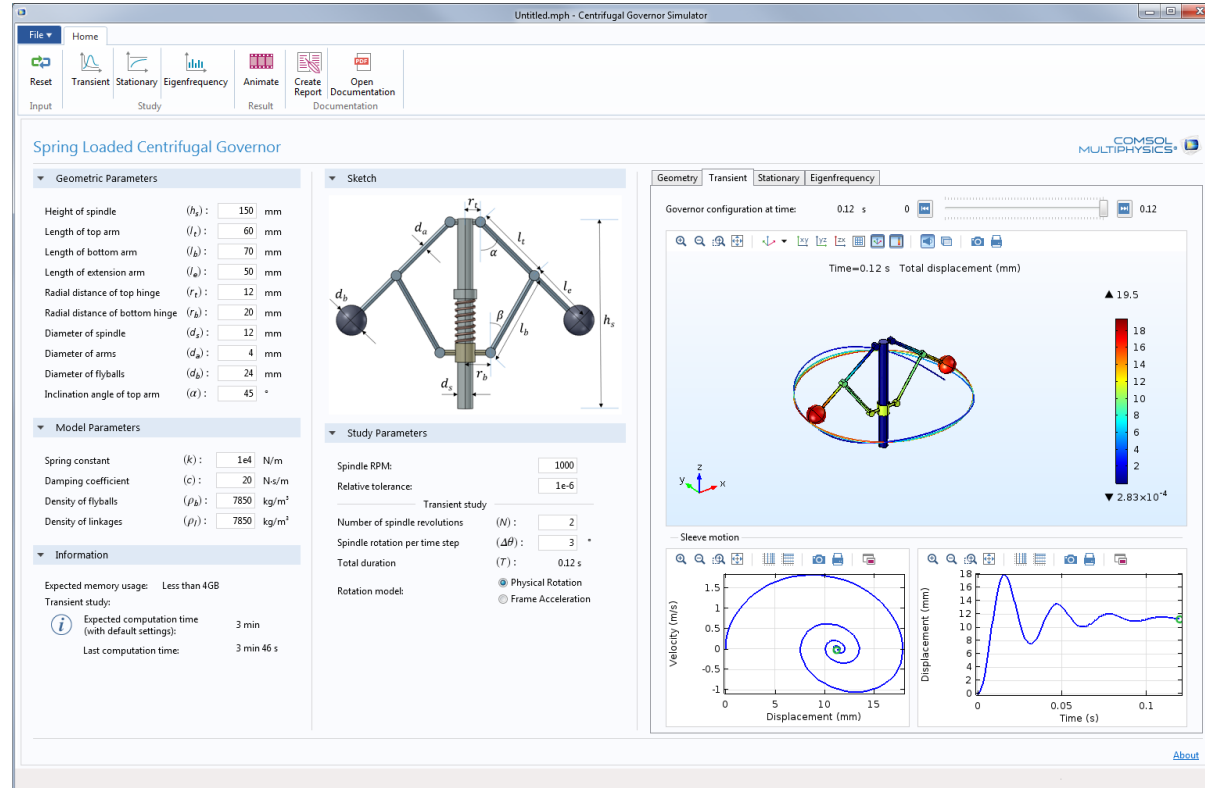 Untitled.mph - Centrifugal Governor Simulator
File Home
Reset Transient Stationary Eigenfrequency Animate Create Report Open Documentation
Input Study Result Documentation
Spring Loaded Centrifugal Governor
COMSOL MULTIPHYSICS®
Geometric Parameters
Height of spindle (hₛ) : 150 mm
Length of top arm (lₜ) : 60 mm
Length of bottom arm (l_b) : 70 mm
Length of extension arm (lₑ) : 50 mm
Radial distance of top hinge (rₜ) : 12 mm
Radial distance of bottom hinge (r_b) : 20 mm
Diameter of spindle (dₛ) : 12 mm
Diameter of arms (dₐ) : 4 mm
Diameter of flyballs (d_b) : 24 mm
Inclination angle of top arm (α) : 45 °
Model Parameters
Spring constant (k) : 1e4 N/m
Damping coefficient (c) : 20 N·s/m
Density of flyballs (ρ_b) : 7850 kg/m³
Density of linkages (ρ_l) : 7850 kg/m³
Information
Expected memory usage: Less than 4GB
Transient study:
i
Expected computation time
(with default settings): 3 min
Last computation time: 3 min 46 s
Sketch
rₜ
dₐ
lₜ
α
d_b
lₑ
β
l_b
hₛ
r_b
dₛ
Study Parameters
Spindle RPM: 1000
Relative tolerance: 1e-6
Transient study
Number of spindle revolutions (N) : 2
Spindle rotation per time step (Δθ) : 3 °
Total duration (T) : 0.12 s
Rotation model: Physical Rotation
Frame Acceleration
Geometry Transient Stationary Eigenfrequency
Governor configuration at time: 0.12 s 0 0.12
xy yz zx
Time=0.12 s Total displacement (mm)
▲ 19.5
18
16
14
12
10
8
6
4
2
▼ 2.83×10⁻⁴
z
y x
Sleeve motion
Velocity (m/s)
1.5
1
0.5
0
-0.5
-1
0 5 10 15
Displacement (mm)
Displacement (mm)
18
16
14
12
10
8
6
4
2
0
0 0.05 0.1
Time (s)
About